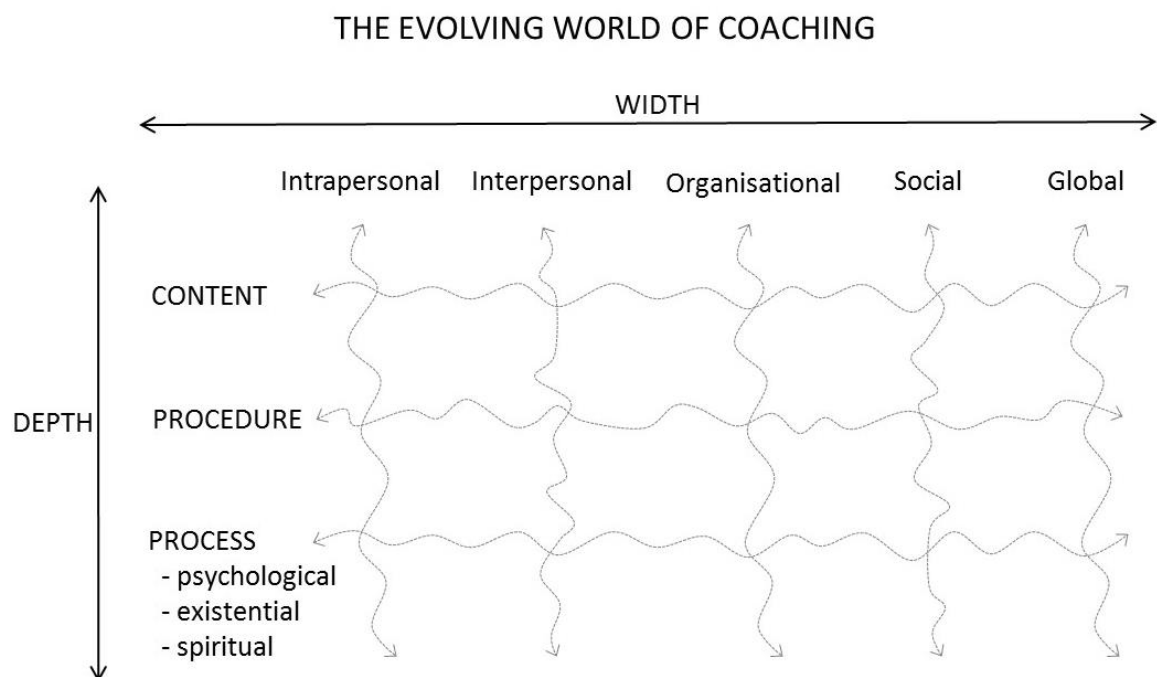 THE EVOLVING WORLD OF COACHING
WIDTH
Intrapersonal Interpersonal Organisational Social Global
CONTENT
DEPTH PROCEDURE
PROCESS
- psychological
- existential
- spiritual